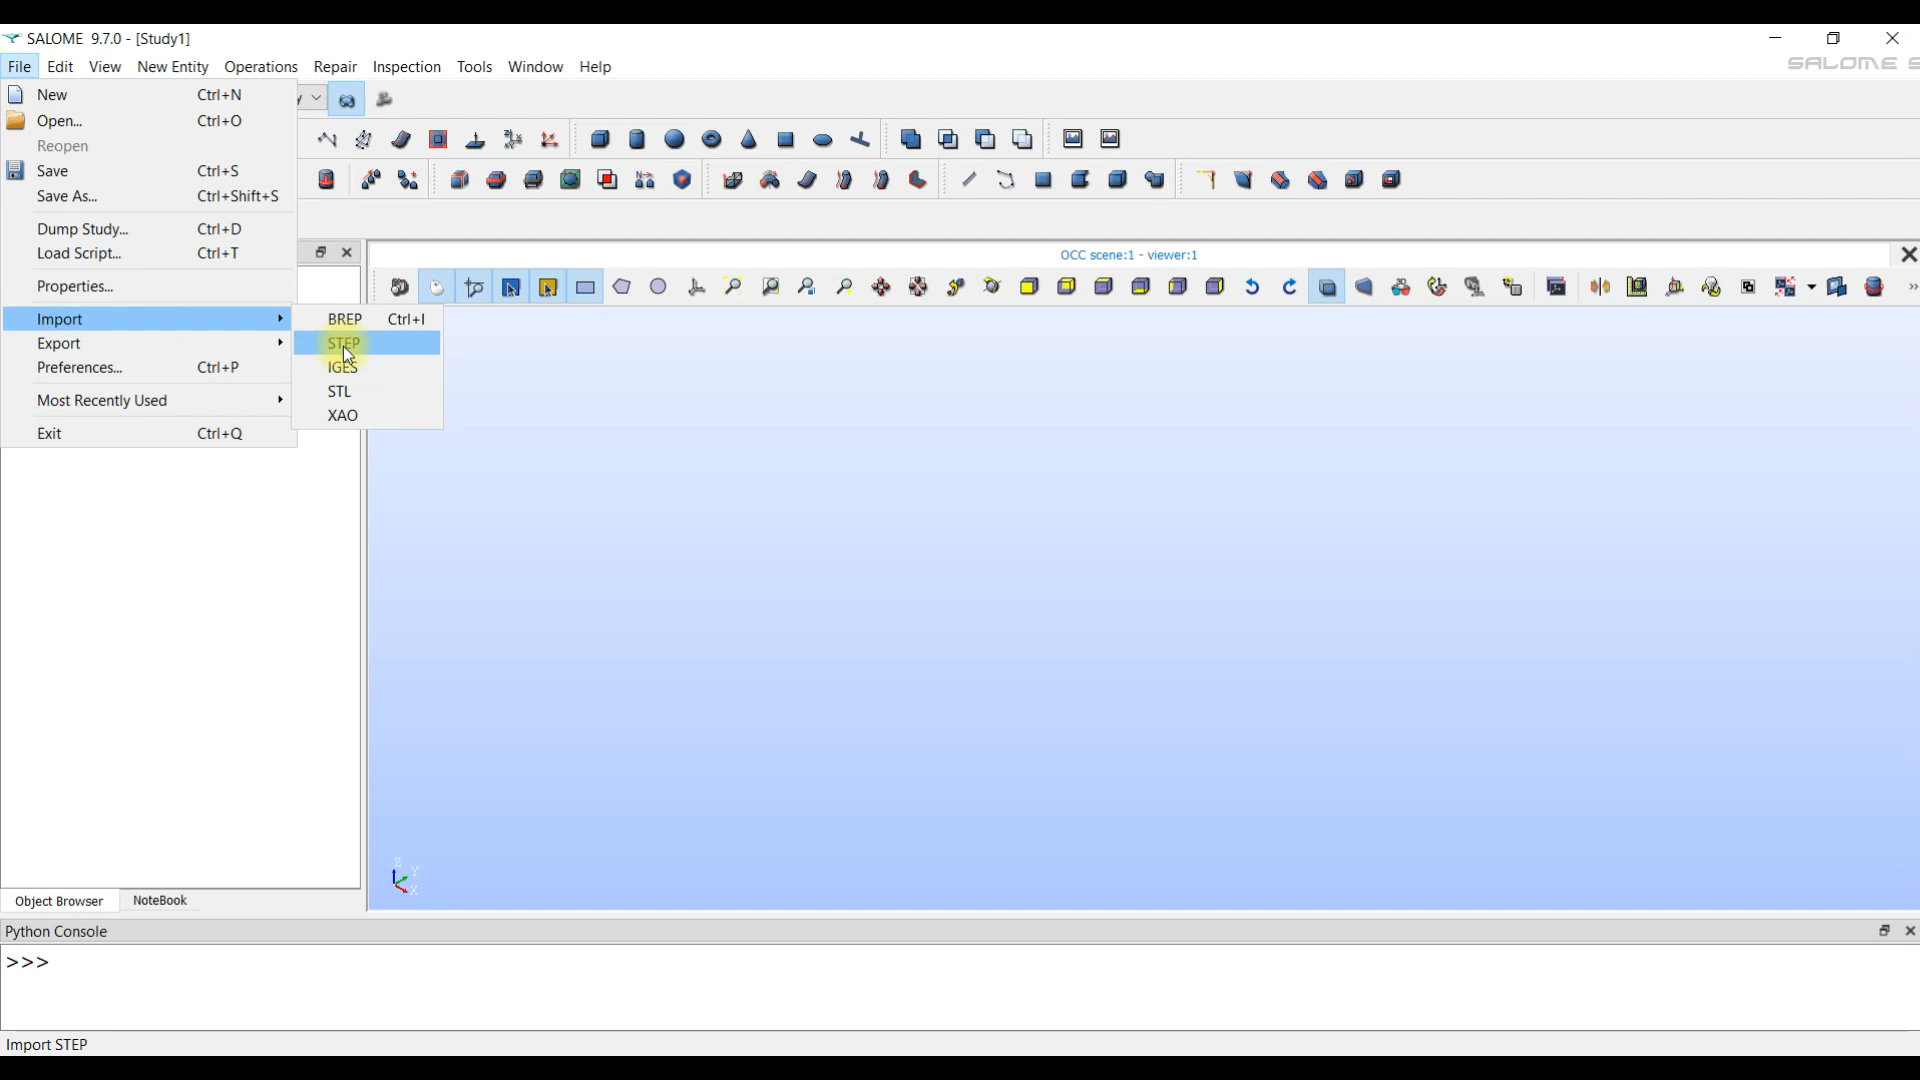 SALOME 9.7.0 - [Study1]
File Edit View New Entity Operations Repair Inspection Tools Window Help
SALOME
New Ctrl+N
Open... Ctrl+O
Reopen
Save Ctrl+S
Save As... Ctrl+Shift+S
Dump Study... Ctrl+D
Load Script... Ctrl+T
Properties...
Import
Export
Preferences... Ctrl+P
Most Recently Used
Exit Ctrl+Q
BREP Ctrl+I
STEP
IGES
STL
XAO
OCC scene:1 - viewer:1
Z
Y
X
Object Browser NoteBook
Python Console
>>>
Import STEP